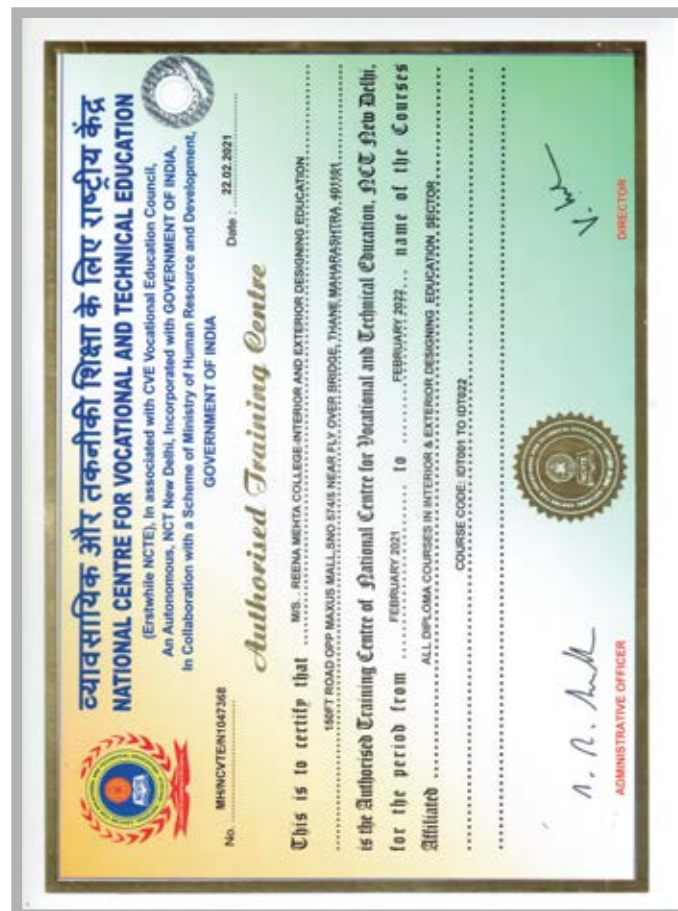 व्यावसायिक और तकनीकी शिक्षा के लिए राष्ट्रीय केंद्र
NATIONAL CENTRE FOR VOCATIONAL AND TECHNICAL EDUCATION
(Erstwhile NCTE), In associated with CVE Vocational Education Council,
An Autonomous, NCT New Delhi, Incorporated with GOVERNMENT OF INDIA,
In Collaboration with a Scheme of Ministry of Human Resource and Development,
GOVERNMENT OF INDIA
No. MH/NCVTE/N1047368 Date : 22.02.2021
Authorised Training Centre
This is to certify that M/S. REENA MEHTA COLLEGE-INTERIOR AND EXTERIOR DESIGNING EDUCATION
150FT ROAD OPP MAXUS MALL,SNO 574/5 NEAR FLY OVER BRIDGE, THANE,MAHARASHTRA,401101
is the Authorised Training Centre of National Centre for Vocational and Technical Education, NCT New Delhi,
for the period from FEBRUARY 2021 to FEBRUARY 2022 name of the Courses
Affiliated ALL DIPLOMA COURSES IN INTERIOR & EXTERIOR DESIGNING EDUCATION SECTOR
COURSE CODE: IDT001 TO IDT022
ADMINISTRATIVE OFFICER DIRECTOR